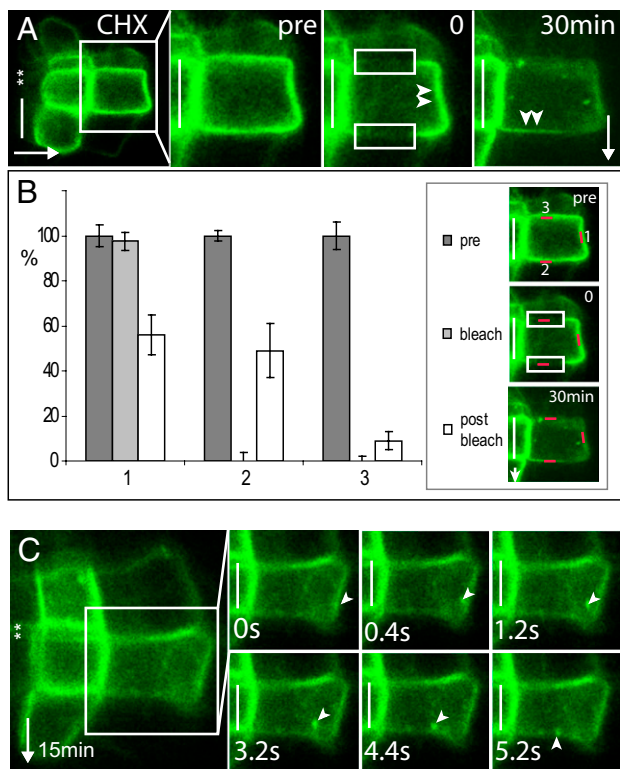 A CHX pre 0 30min
**
B
%
100
80
60
40
20
0
1 2 3
pre
bleach
post
bleach
pre
3
1
2
0
30min
C
**
15min
0s 0.4s 1.2s
3.2s 4.4s 5.2s